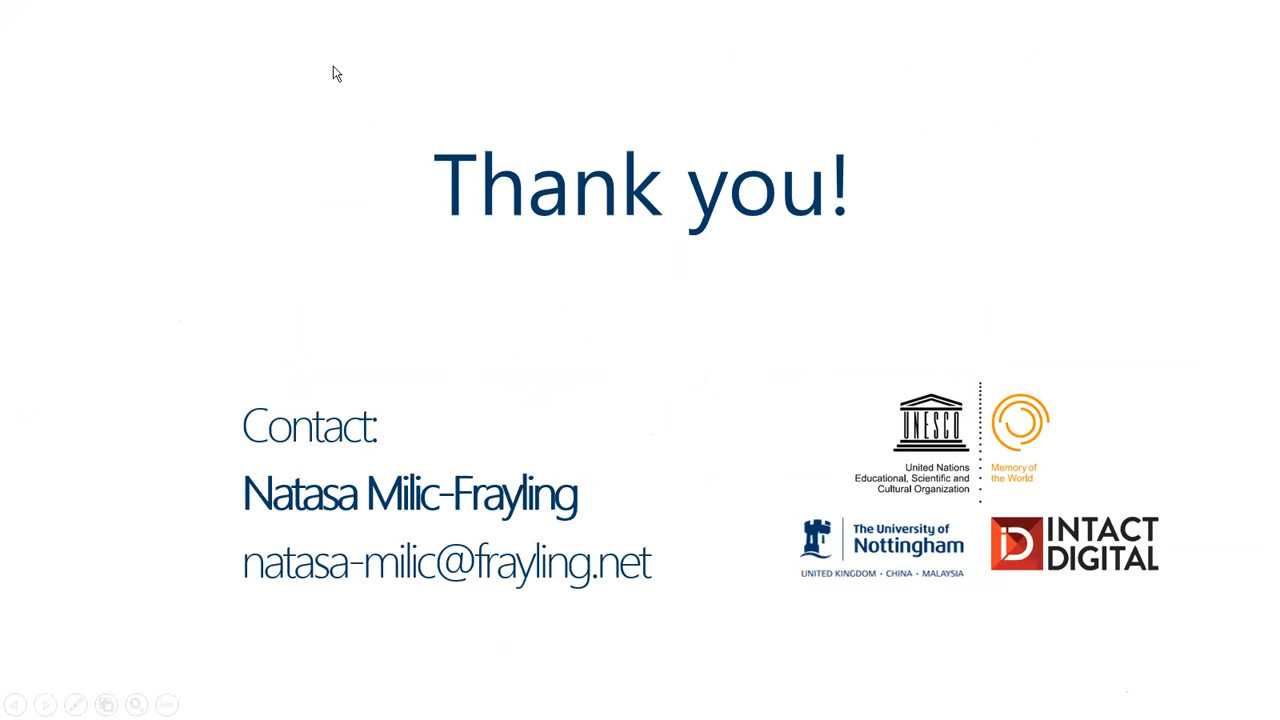 Thank you!
Contact:
Natasa Milic-Frayling
natasa-milic@frayling.net
UNESCO
United Nations
Educational, Scientific and
Cultural Organization
Memory of
the World
The University of
Nottingham
UNITED KINGDOM • CHINA • MALAYSIA
iD
INTACT
DIGITAL